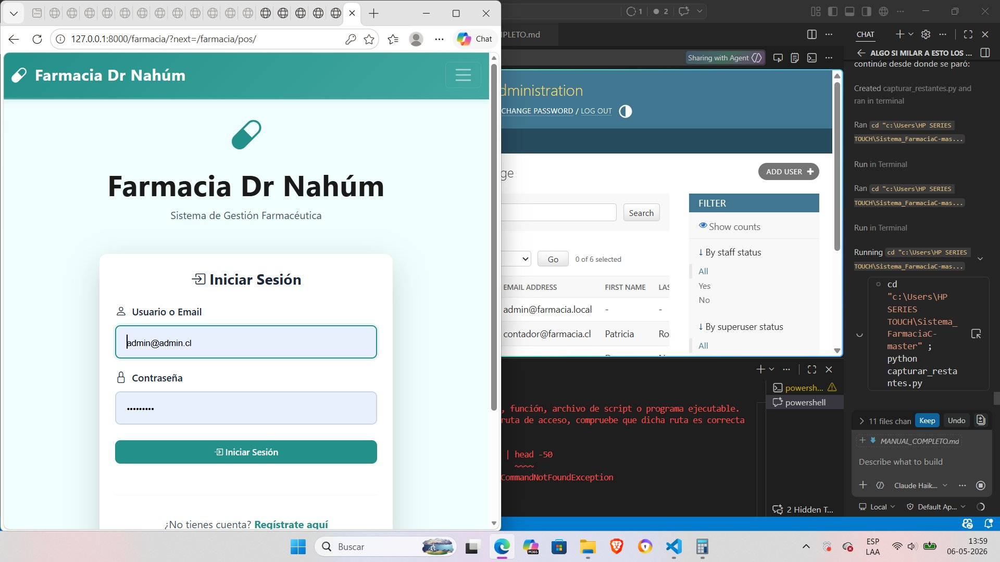 127.0.0.1:8000/farmacia/?next=/farmacia/pos/
Chat
Farmacia Dr Nahúm
Farmacia Dr Nahúm
Sistema de Gestión Farmacéutica
Iniciar Sesión
Usuario o Email
admin@admin.cl
Contraseña
•••••••••
Iniciar Sesión
¿No tienes cuenta? Regístrate aquí
1
2
PLETO.md
Sharing with Agent
dministration
CHANGE PASSWORD / LOG OUT
ge
ADD USER
Search
Go
0 of 6 selected
EMAIL ADDRESS FIRST NAME LAS
admin@farmacia.local - -
contador@farmacia.cl Patricia Ro
FILTER
Show counts
↓ By staff status
All
Yes
No
↓ By superuser status
All
, función, archivo de script o programa ejecutable.
ruta de acceso, compruebe que dicha ruta es correcta
| head -50
~~~~
CommandNotFoundException
powersh...
powershell
2 Hidden T...
CHAT
ALGO SI MILAR A ESTO LOS ...
continúe desde donde se paró:
Created capturar_restantes.py and
ran in terminal
Ran cd "c:\Users\HP SERIES
TOUCH\Sistema_FarmaciaC-mas...
Run in Terminal
Ran cd "c:\Users\HP SERIES
TOUCH\Sistema_FarmaciaC-mas...
Run in Terminal
Running cd "c:\Users\HP SERIES
TOUCH\Sistema_FarmaciaC-mas...
cd
"c:\Users\HP
SERIES
TOUCH\Sistema_
FarmaciaC-
master" ;
python
capturar_resta
ntes.py
11 files chan
Keep
Undo
MANUAL_COMPLETO.md
Describe what to build
Claude Haik...
Local
Default Ap...
Buscar
M365
ESP
LAA
13:59
06-05-2026